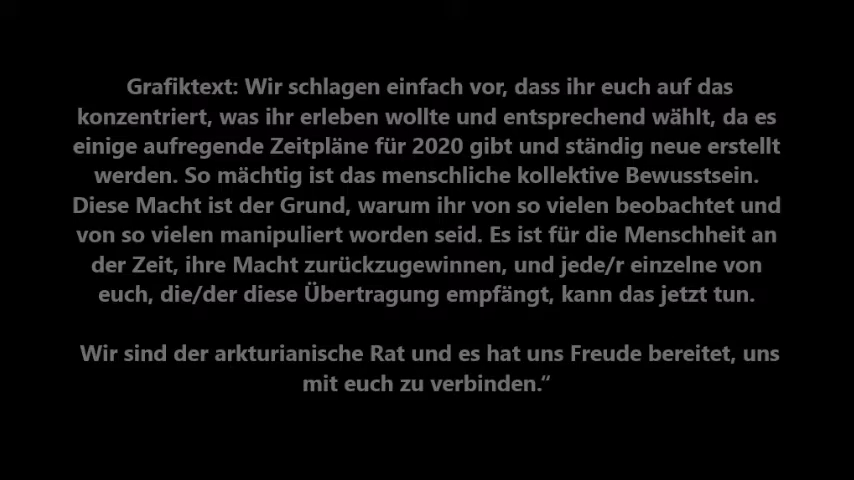 Grafiktext: Wir schlagen einfach vor, dass ihr euch auf das
konzentriert, was ihr erleben wollte und entsprechend wählt, da es
einige aufregende Zeitpläne für 2020 gibt und ständig neue erstellt
werden. So mächtig ist das menschliche kollektive Bewusstsein.
Diese Macht ist der Grund, warum ihr von so vielen beobachtet und
von so vielen manipuliert worden seid. Es ist für die Menschheit an
der Zeit, ihre Macht zurückzugewinnen, und jede/r einzelne von
euch, die/der diese Übertragung empfängt, kann das jetzt tun.
Wir sind der arkturianische Rat und es hat uns Freude bereitet, uns
mit euch zu verbinden.“